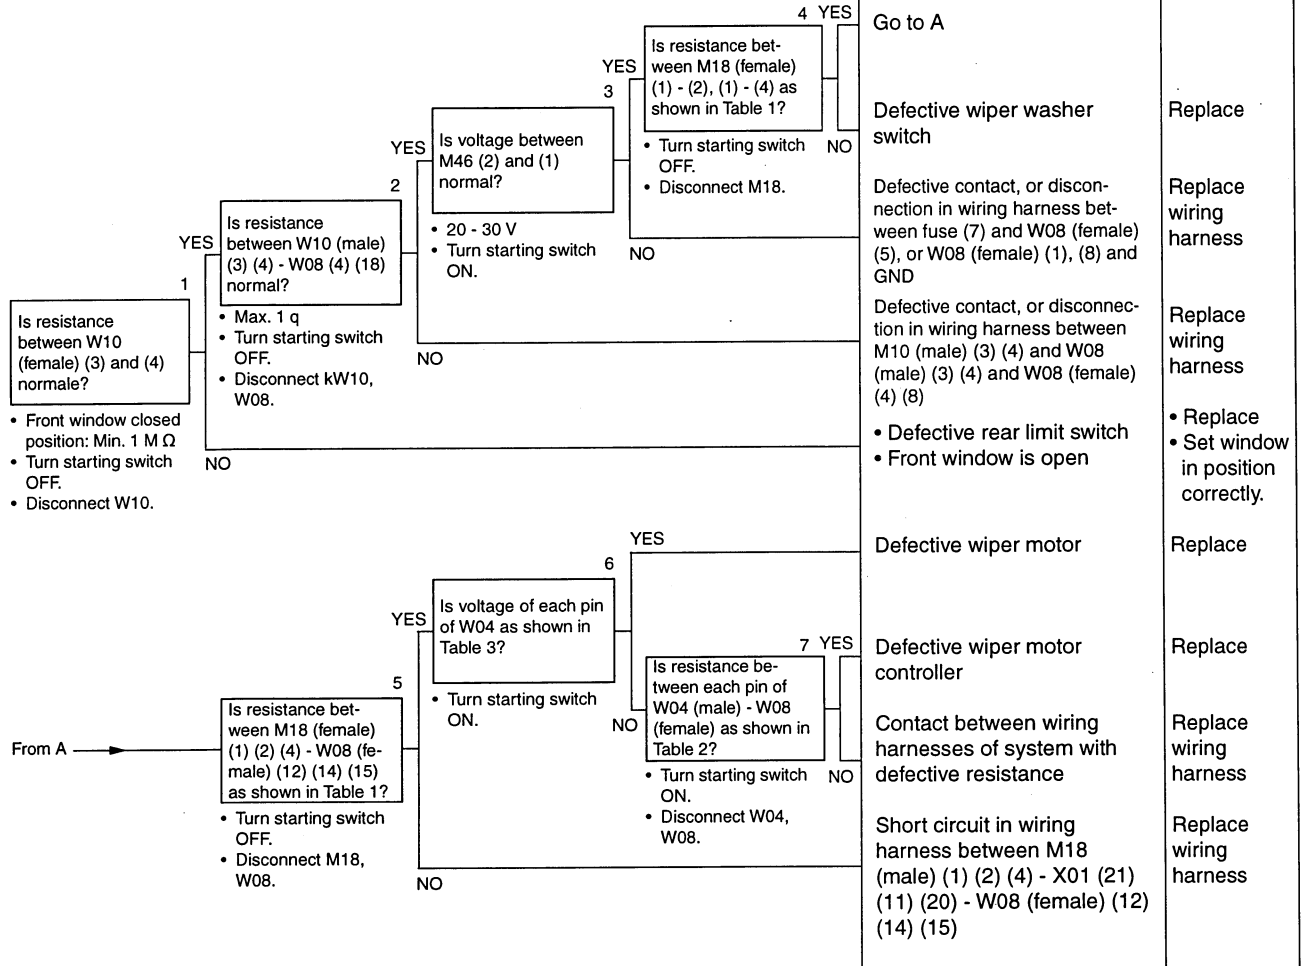 4 YES
Is resistance bet-
ween M18 (female)
(1) - (2), (1) - (4) as
shown in Table 1?
• Turn starting switch
OFF.
• Disconnect M18.
NO
Go to A
Defective wiper washer
switch
Replace
YES
3
Is voltage between
M46 (2) and (1)
normal?
• 20 - 30 V
• Turn starting switch
ON.
NO
Defective contact, or discon-
nection in wiring harness bet-
ween fuse (7) and W08 (female)
(5), or W08 (female) (1), (8) and
GND
Replace
wiring
harness
YES
2
Is resistance
between W10 (male)
(3) (4) - W08 (4) (18)
normal?
• Max. 1 q
• Turn starting switch
OFF.
• Disconnect kW10,
W08.
NO
Defective contact, or disconnec-
tion in wiring harness between
M10 (male) (3) (4) and W08
(male) (3) (4) and W08 (female)
(4) (8)
Replace
wiring
harness
YES
1
Is resistance
between W10
(female) (3) and (4)
normale?
• Front window closed
position: Min. 1 M Ω
• Turn starting switch
OFF.
• Disconnect W10.
NO
• Defective rear limit switch
• Front window is open
• Replace
• Set window
in position
correctly.
YES
6
Is voltage of each pin
of W04 as shown in
Table 3?
• Turn starting switch
ON.
NO
Defective wiper motor
Replace
7 YES
Is resistance be-
tween each pin of
W04 (male) - W08
(female) as shown in
Table 2?
• Turn starting switch
ON.
• Disconnect W04,
W08.
NO
Defective wiper motor
controller
Replace
Contact between wiring
harnesses of system with
defective resistance
Replace
wiring
harness
YES
5
From A
Is resistance bet-
ween M18 (female)
(1) (2) (4) - W08 (fe-
male) (12) (14) (15)
as shown in Table 1?
• Turn starting switch
OFF.
• Disconnect M18,
W08.
NO
Short circuit in wiring
harness between M18
(male) (1) (2) (4) - X01 (21)
(11) (20) - W08 (female) (12)
(14) (15)
Replace
wiring
harness